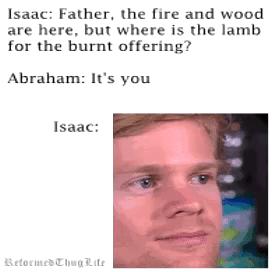 Isaac: Father, the fire and wood
are here, but where is the lamb
for the burnt offering?
Abraham: It's you
Isaac:
ReformedThugLife